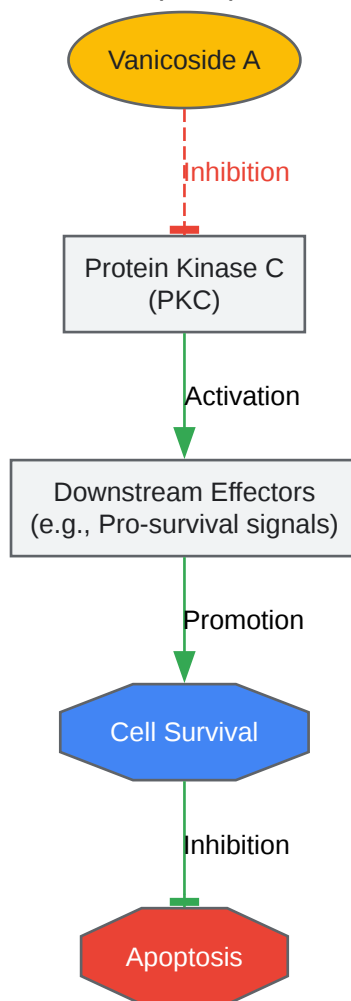 Vanicoside A
Inhibition
Protein Kinase C
(PKC)
Activation
Downstream Effectors
(e.g., Pro-survival signals)
Promotion
Cell Survival
Inhibition
Apoptosis